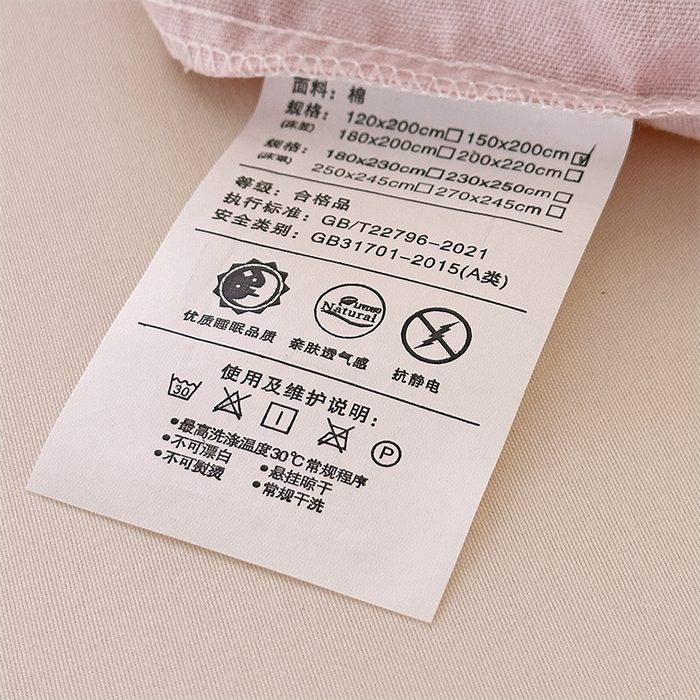 面料：棉
规格：120x200cm□ 150x200cm☑
(床笠) 180x200cm□ 200x220cm□
规格：180x230cm□ 230x250cm□
(床单) 250x245cm□ 270x245cm□
等级：合格品
执行标准：GB/T22796-2021
安全类别：GB31701-2015(A类)
Natural
优质睡眠品质 亲肤透气感 抗静电
使用及维护说明：
30 P
●最高洗涤温度30℃常规程序
●不可漂白 ●悬挂晾干
●不可熨烫 ●常规干洗